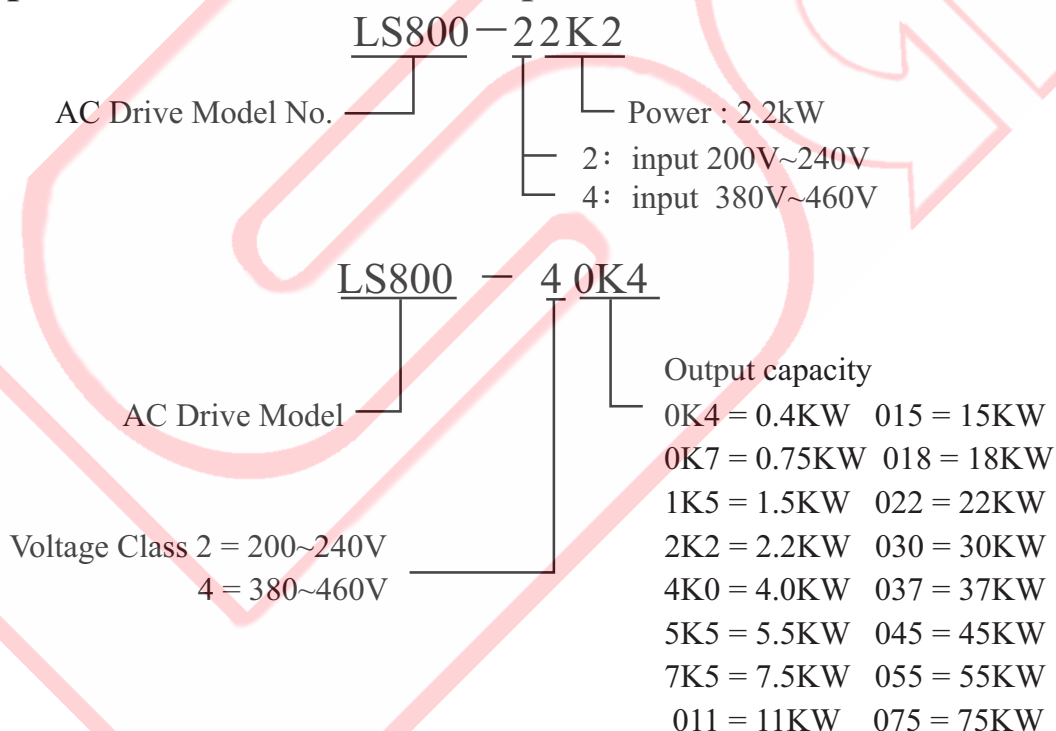 LS800－22K2
AC Drive Model No.
Power : 2.2kW
2： input 200V~240V
4： input 380V~460V
LS800 － 4 0K4
Output capacity
AC Drive Model
0K4 = 0.4KW 015 = 15KW
0K7 = 0.75KW 018 = 18KW
1K5 = 1.5KW 022 = 22KW
Voltage Class 2 = 200~240V
4 = 380~460V
2K2 = 2.2KW 030 = 30KW
4K0 = 4.0KW 037 = 37KW
5K5 = 5.5KW 045 = 45KW
7K5 = 7.5KW 055 = 55KW
011 = 11KW 075 = 75KW